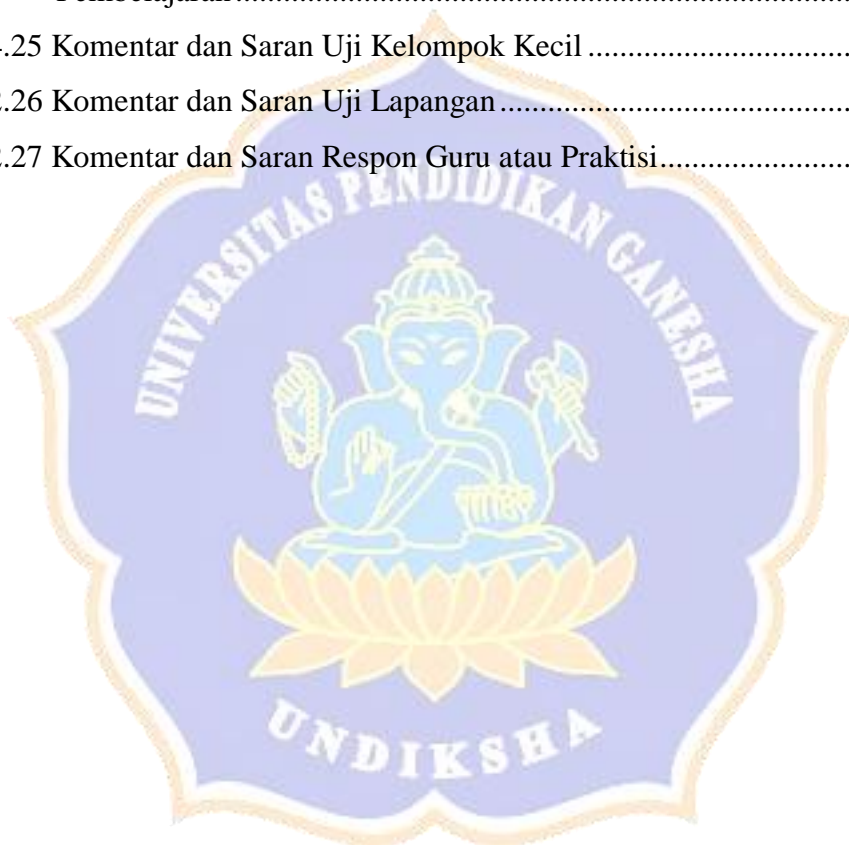 Pembelajaran
.25 Komentar dan Saran Uji Kelompok Kecil
.26 Komentar dan Saran Uji Lapangan
.27 Komentar dan Saran Respon Guru atau Praktisi
UNIVERSITAS PENDIDIKAN GANESHA
UNDIKSHA